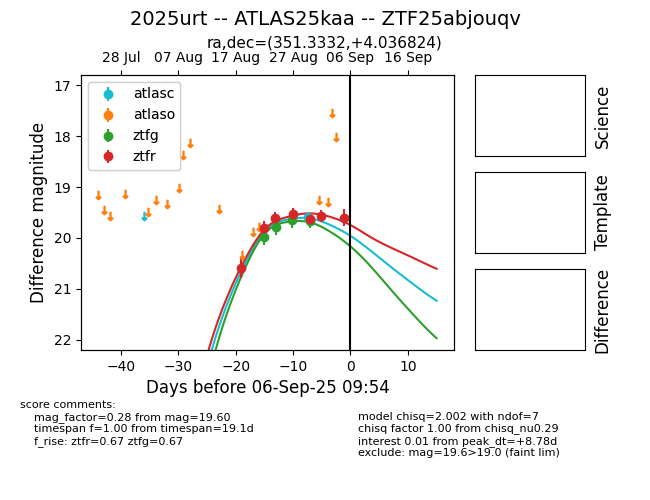 2025urt -- ATLAS25kaa -- ZTF25abjouqv
ra,dec=(351.3332,+4.036824)
28 Jul 07 Aug 17 Aug 27 Aug 06 Sep 16 Sep
atlasc
atlaso
ztfg
ztfr
17
18
19
20
21
22
Difference magnitude
−40 −30 −20 −10 0 10
Days before 06-Sep-25 09:54
Science
Template
Difference
score comments:
mag_factor=0.28 from mag=19.60
timespan f=1.00 from timespan=19.1d
f_rise: ztfr=0.67 ztfg=0.67
model chisq=2.002 with ndof=7
chisq factor 1.00 from chisq_nu0.29
interest 0.01 from peak_dt=+8.78d
exclude: mag=19.6>19.0 (faint lim)